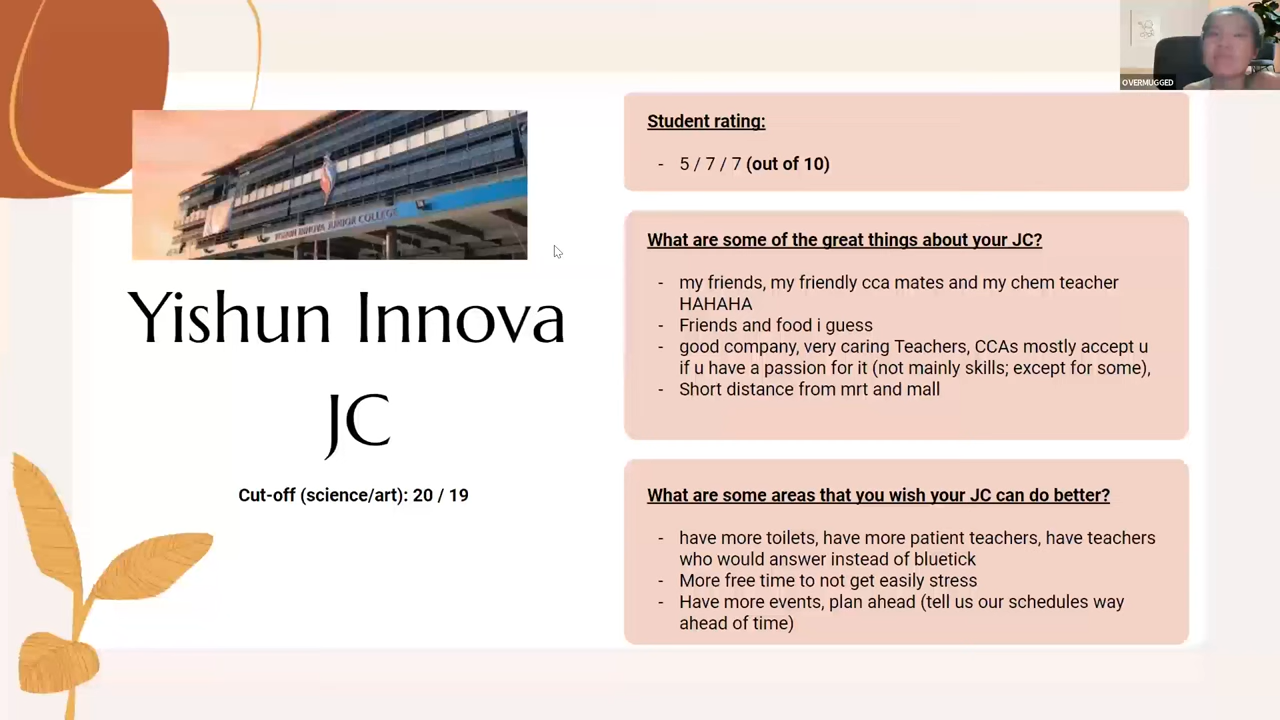 OVERMUGGED
YISHUN INNOVA JUNIOR COLLEGE
Yishun Innova
JC
Cut-off (science/art): 20 / 19
Student rating:
- 5 / 7 / 7 (out of 10)
What are some of the great things about your JC?
- my friends, my friendly cca mates and my chem teacher
HAHAHA
- Friends and food i guess
- good company, very caring Teachers, CCAs mostly accept u
if u have a passion for it (not mainly skills; except for some),
- Short distance from mrt and mall
What are some areas that you wish your JC can do better?
- have more toilets, have more patient teachers, have teachers
who would answer instead of bluetick
- More free time to not get easily stress
- Have more events, plan ahead (tell us our schedules way
ahead of time)